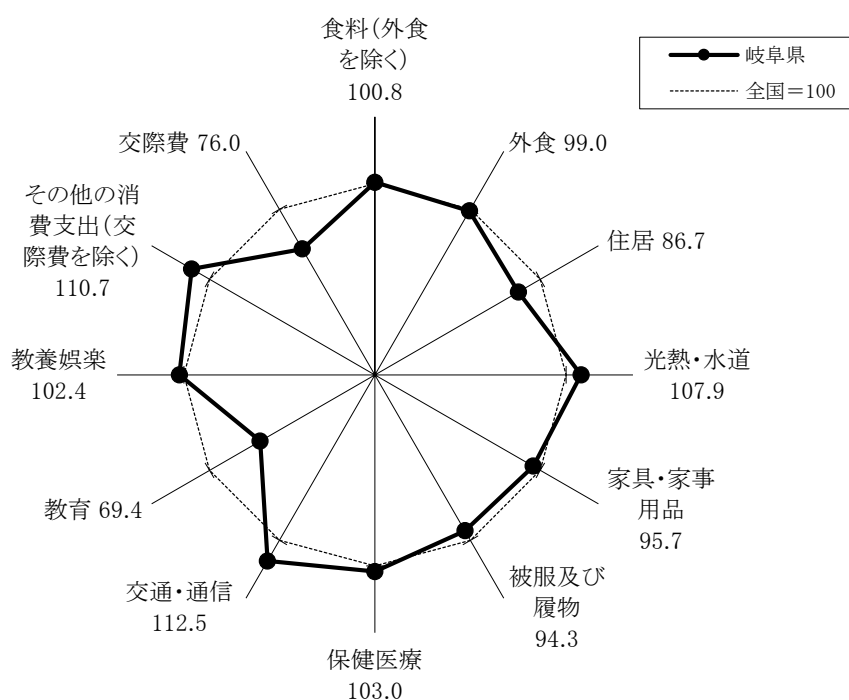 食料（外食
を除く）
100.8
岐阜県
全国＝100
外食 99.0
住居 86.7
光熱・水道
107.9
家具・家事
用品
95.7
被服及び
履物
94.3
保健医療
103.0
交通・通信
112.5
教育 69.4
教養娯楽
102.4
その他の消
費支出（交
際費を除く）
110.7
交際費 76.0